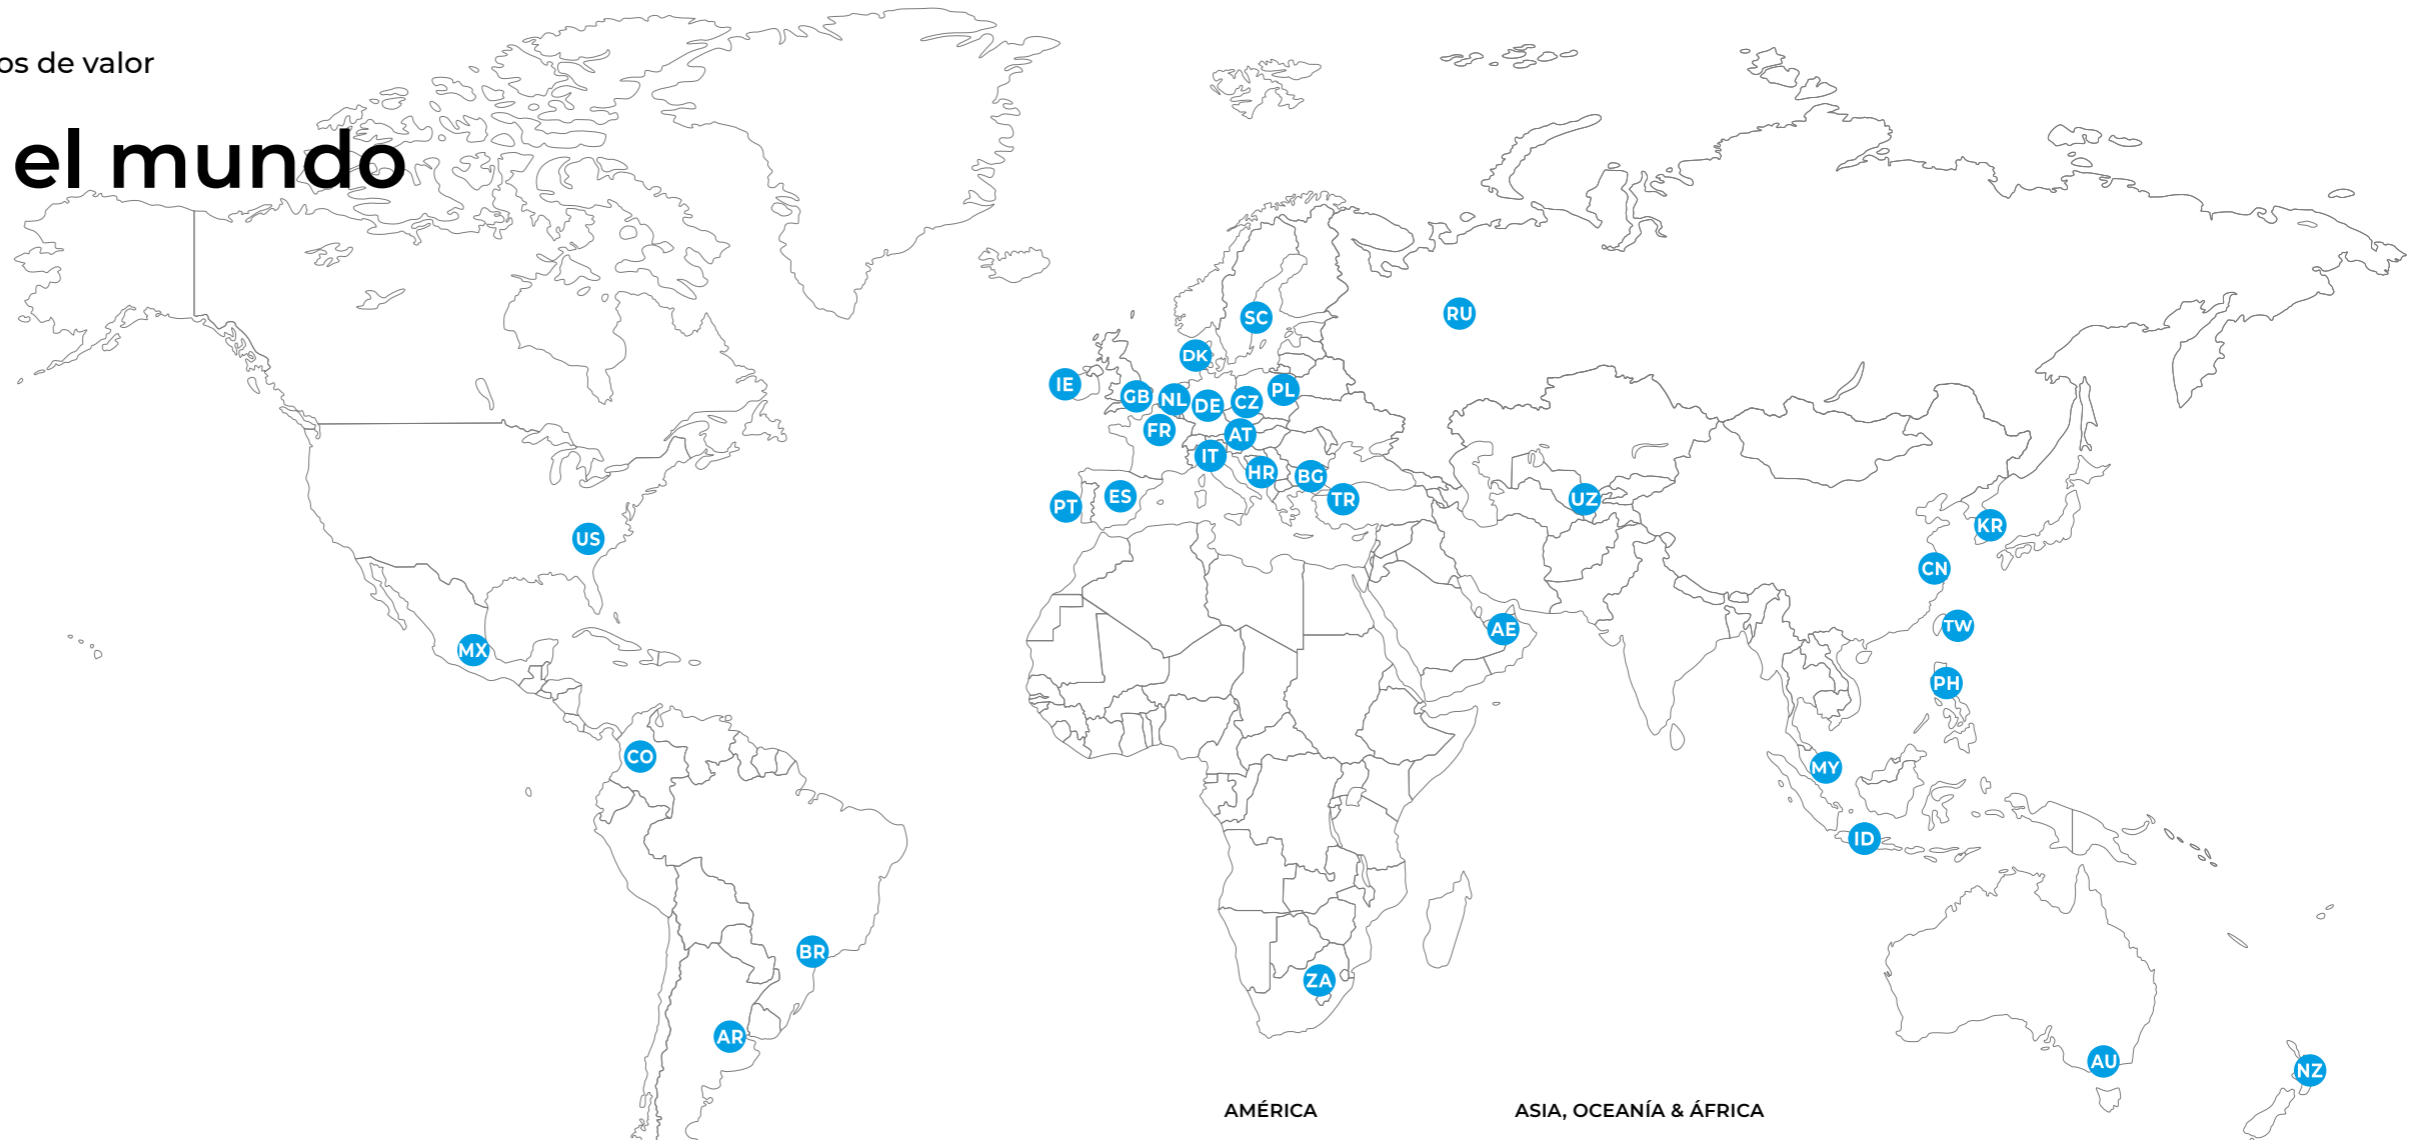 os de valor
el mundo
SC
RU
DK
IE
GB
NL
DE
CZ
PL
FR
AT
IT
HR
BG
PT
ES
TR
UZ
US
KR
CN
MX
AE
TW
PH
CO
MY
ID
BR
ZA
AR
AU
NZ
AMÉRICA
ASIA, OCEANÍA & ÁFRICA